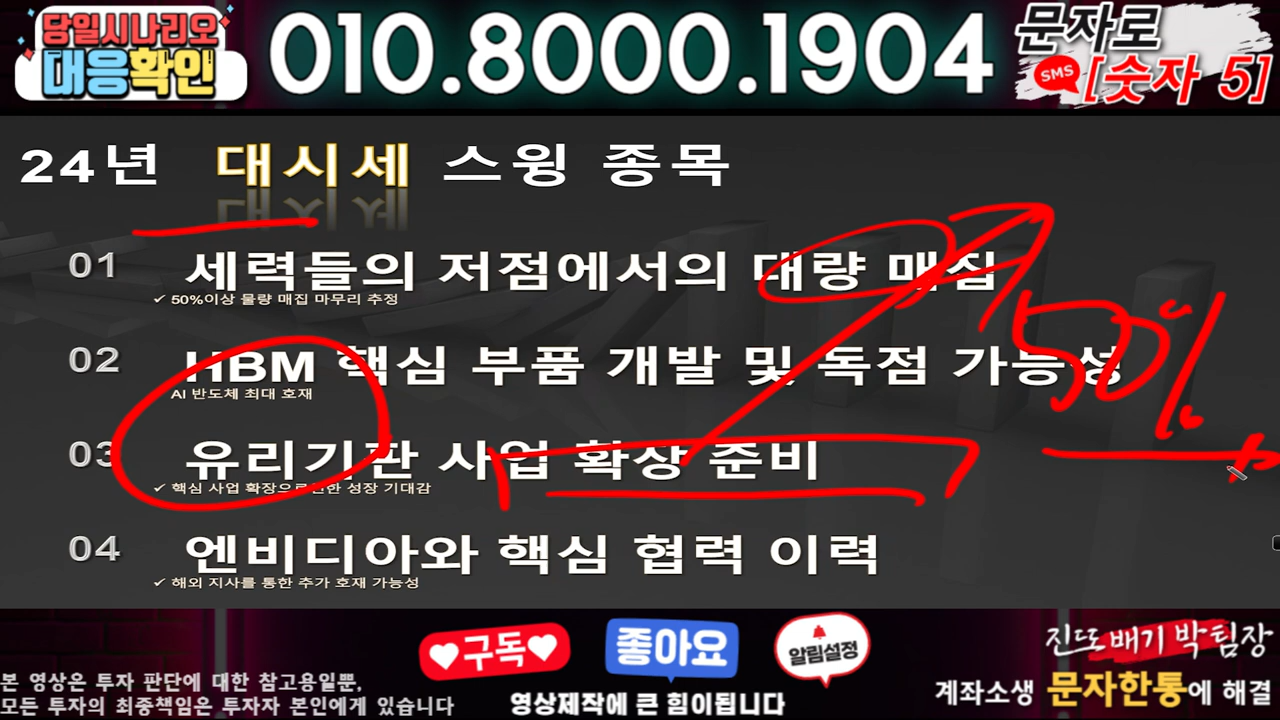 당일시나리오
대응확인
010.8000.1904
문자로
SMS [숫자 5]
24년 대시세 스윙 종목
01 세력들의 저점에서의 대량 매집
✓ 50%이상 물량 매집 마무리 추정
50%
02 HBM 핵심 부품 개발 및 독점 가능성
AI 반도체 최대 호재
03 유리기판 사업 확장 준비
✓ 핵심 사업 확장으로인한 성장 기대감
04 엔비디아와 핵심 협력 이력
✓ 해외 지사를 통한 추가 호재 가능성
구독 좋아요 알림설정
영상제작에 큰 힘이됩니다
본 영상은 투자 판단에 대한 참고용일뿐,
모든 투자의 최종책임은 투자자 본인에게 있습니다
진또배기 박팀장
계좌소생 문자한통에 해결